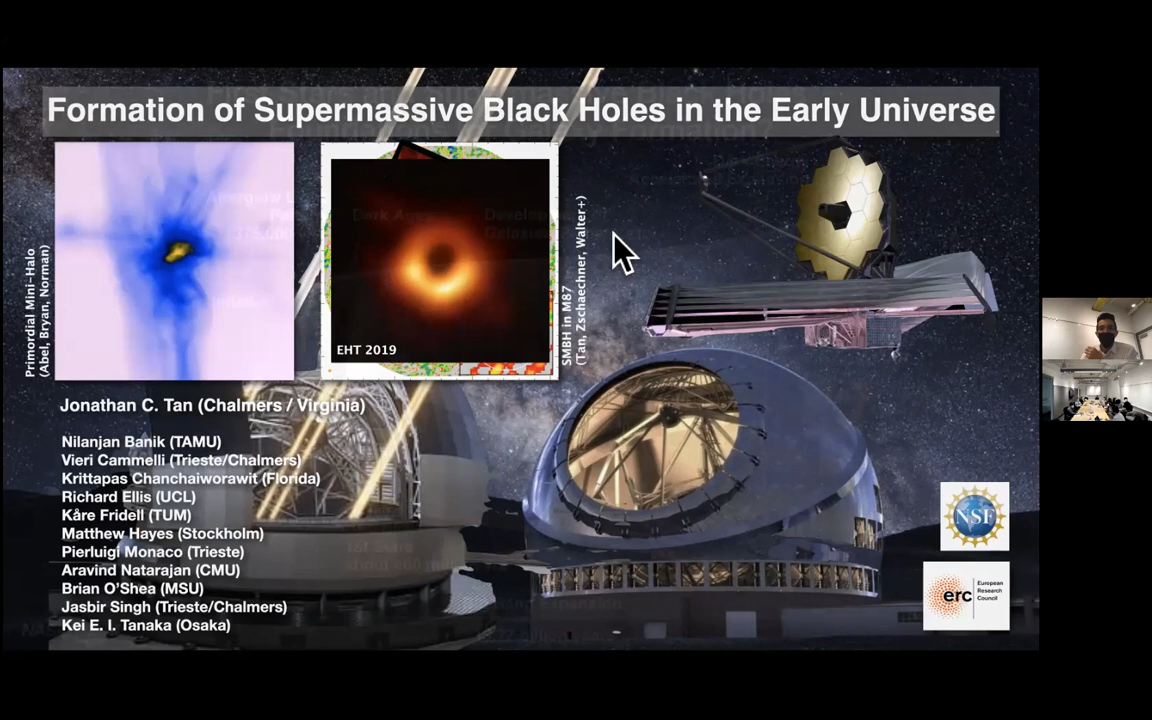 Formation of Supermassive Black Holes in the Early Universe
Primordial Mini-Halo
(Abel, Bryan, Norman)
EHT 2019
SMBH in M87
(Tan, Zschaechner, Walter+)
Jonathan C. Tan (Chalmers / Virginia)
Nilanjan Banik (TAMU)
Vieri Cammelli (Trieste/Chalmers)
Krittapas Chanchaiworawit (Florida)
Richard Ellis (UCL)
Kåre Fridell (TUM)
Matthew Hayes (Stockholm)
Pierluigi Monaco (Trieste)
Aravind Natarajan (CMU)
Brian O'Shea (MSU)
Jasbir Singh (Trieste/Chalmers)
Kei E. I. Tanaka (Osaka)
NSF
erc
European
Research
Council